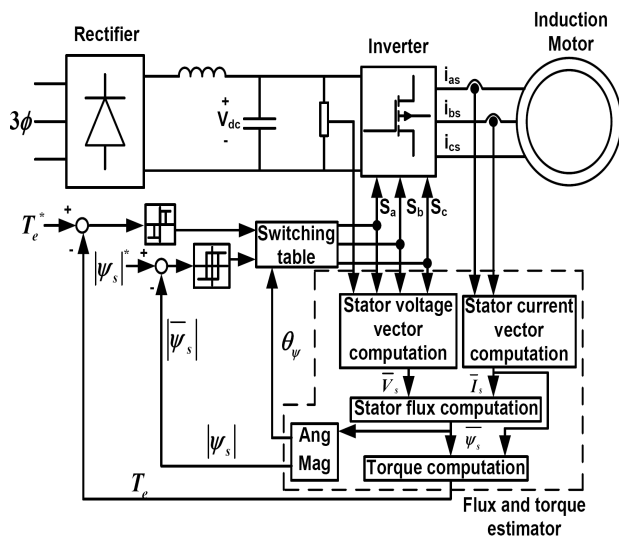 Rectifier
Inverter
Induction
Motor
3ϕ
+
V_dc
-
i_as
i_bs
i_cs
S_a
S_b
S_c
T_e^*
+
-
|ψ_s|^*
+
-
Switching
table
|ψ̅_s|
θ_ψ
Stator voltage
vector
computation
Stator current
vector
computation
V̅_s
I̅_s
Stator flux computation
ψ̅_s
Ang
Mag
|ψ_s|
Torque computation
T_e
Flux and torque
estimator